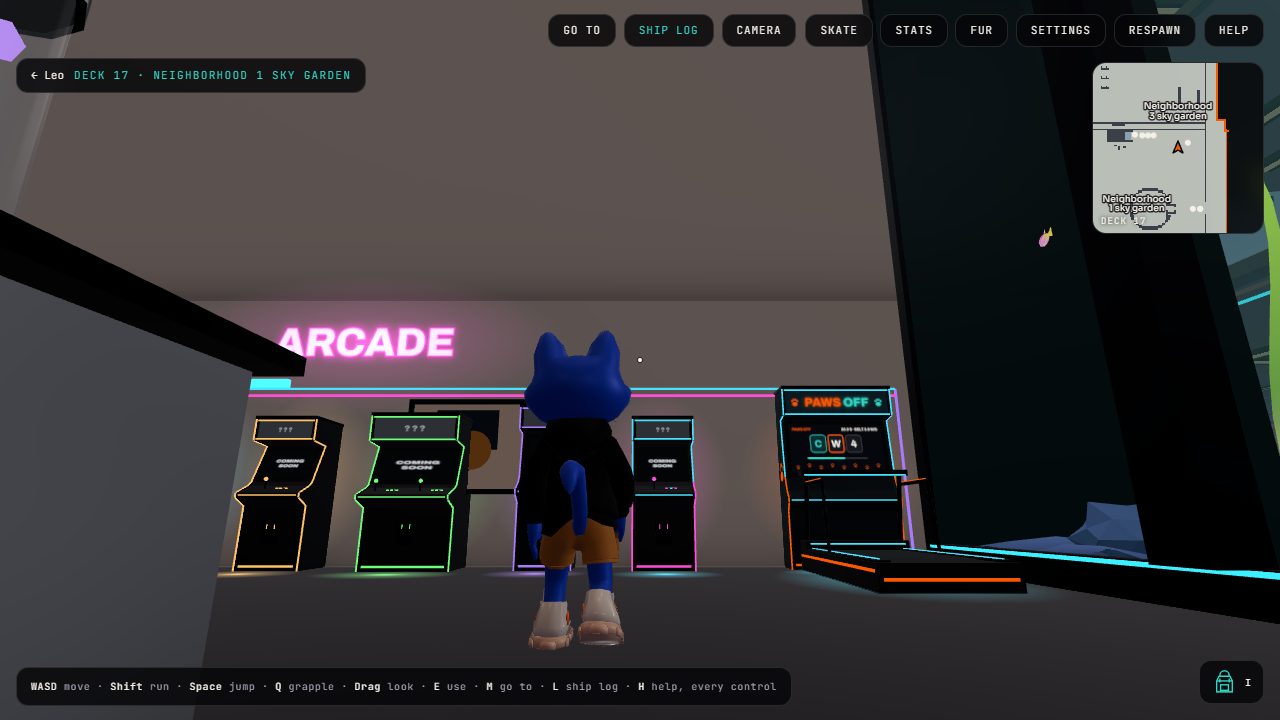 GO TO
SHIP LOG
CAMERA
SKATE
STATS
FUR
SETTINGS
RESPAWN
HELP
← Leo DECK 17 · NEIGHBORHOOD 1 SKY GARDEN
Neighborhood
3 sky garden
Neighborhood
1 sky garden
DECK 17
ARCADE
???
COMING
SOON
???
COMING
SOON
???
COMING
SOON
PAWS OFF
C W 4
WASD move · Shift run · Space jump · Q grapple · Drag look · E use · M go to · L ship log · H help, every control
I